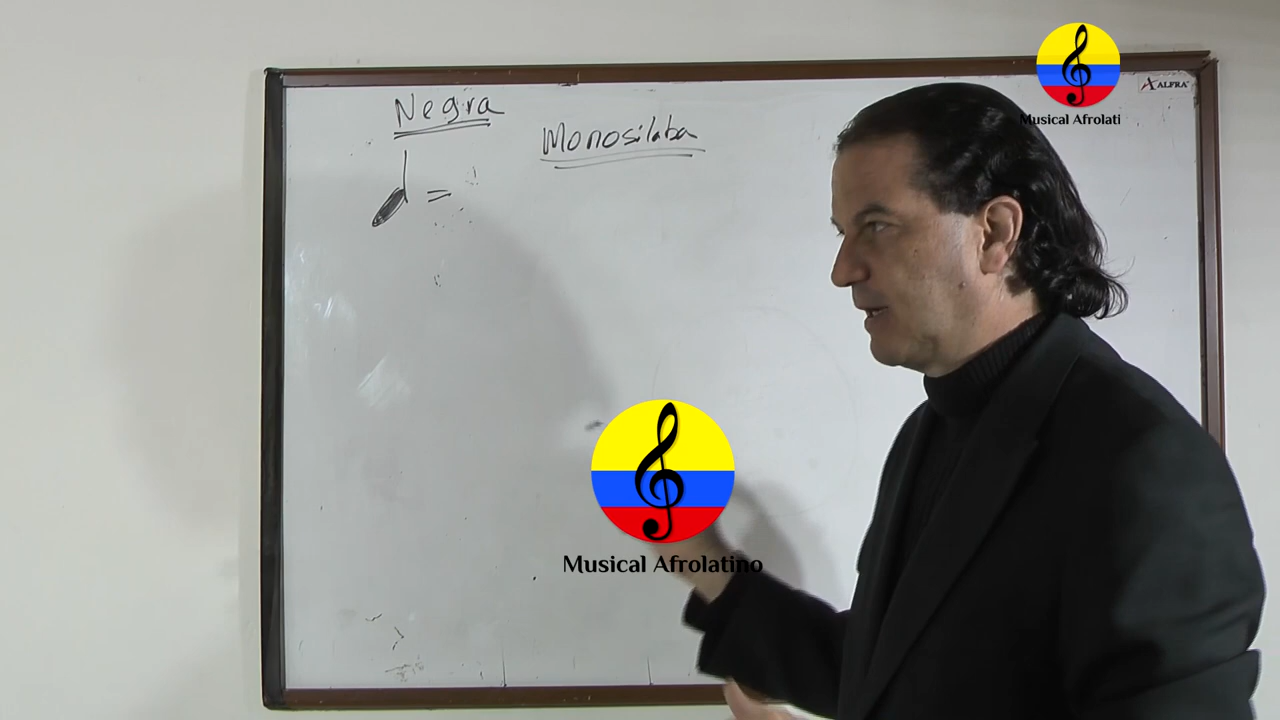 Negra
Monosilaba
=
ALFRA
Musical Afrolati
Musical Afrolatino